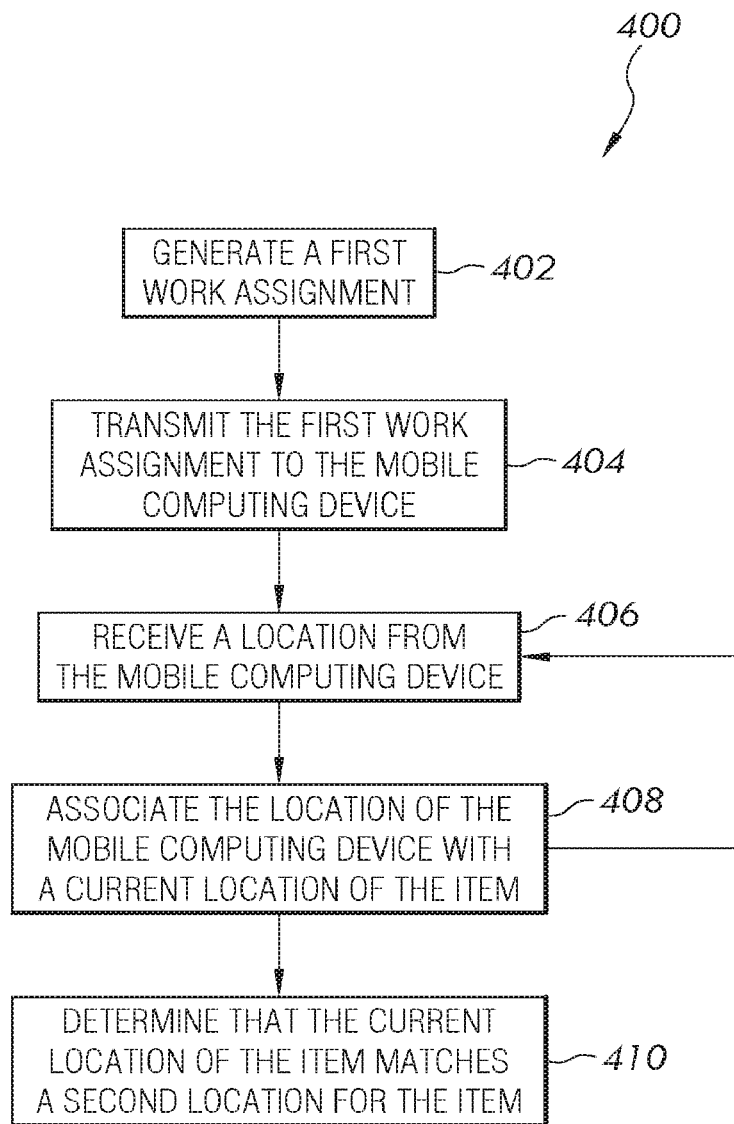 400
GENERATE A FIRST
WORK ASSIGNMENT
402
TRANSMIT THE FIRST WORK
ASSIGNMENT TO THE MOBILE
COMPUTING DEVICE
404
RECEIVE A LOCATION FROM
THE MOBILE COMPUTING DEVICE
406
ASSOCIATE THE LOCATION OF THE
MOBILE COMPUTING DEVICE WITH
A CURRENT LOCATION OF THE ITEM
408
DETERMINE THAT THE CURRENT
LOCATION OF THE ITEM MATCHES
A SECOND LOCATION FOR THE ITEM
410